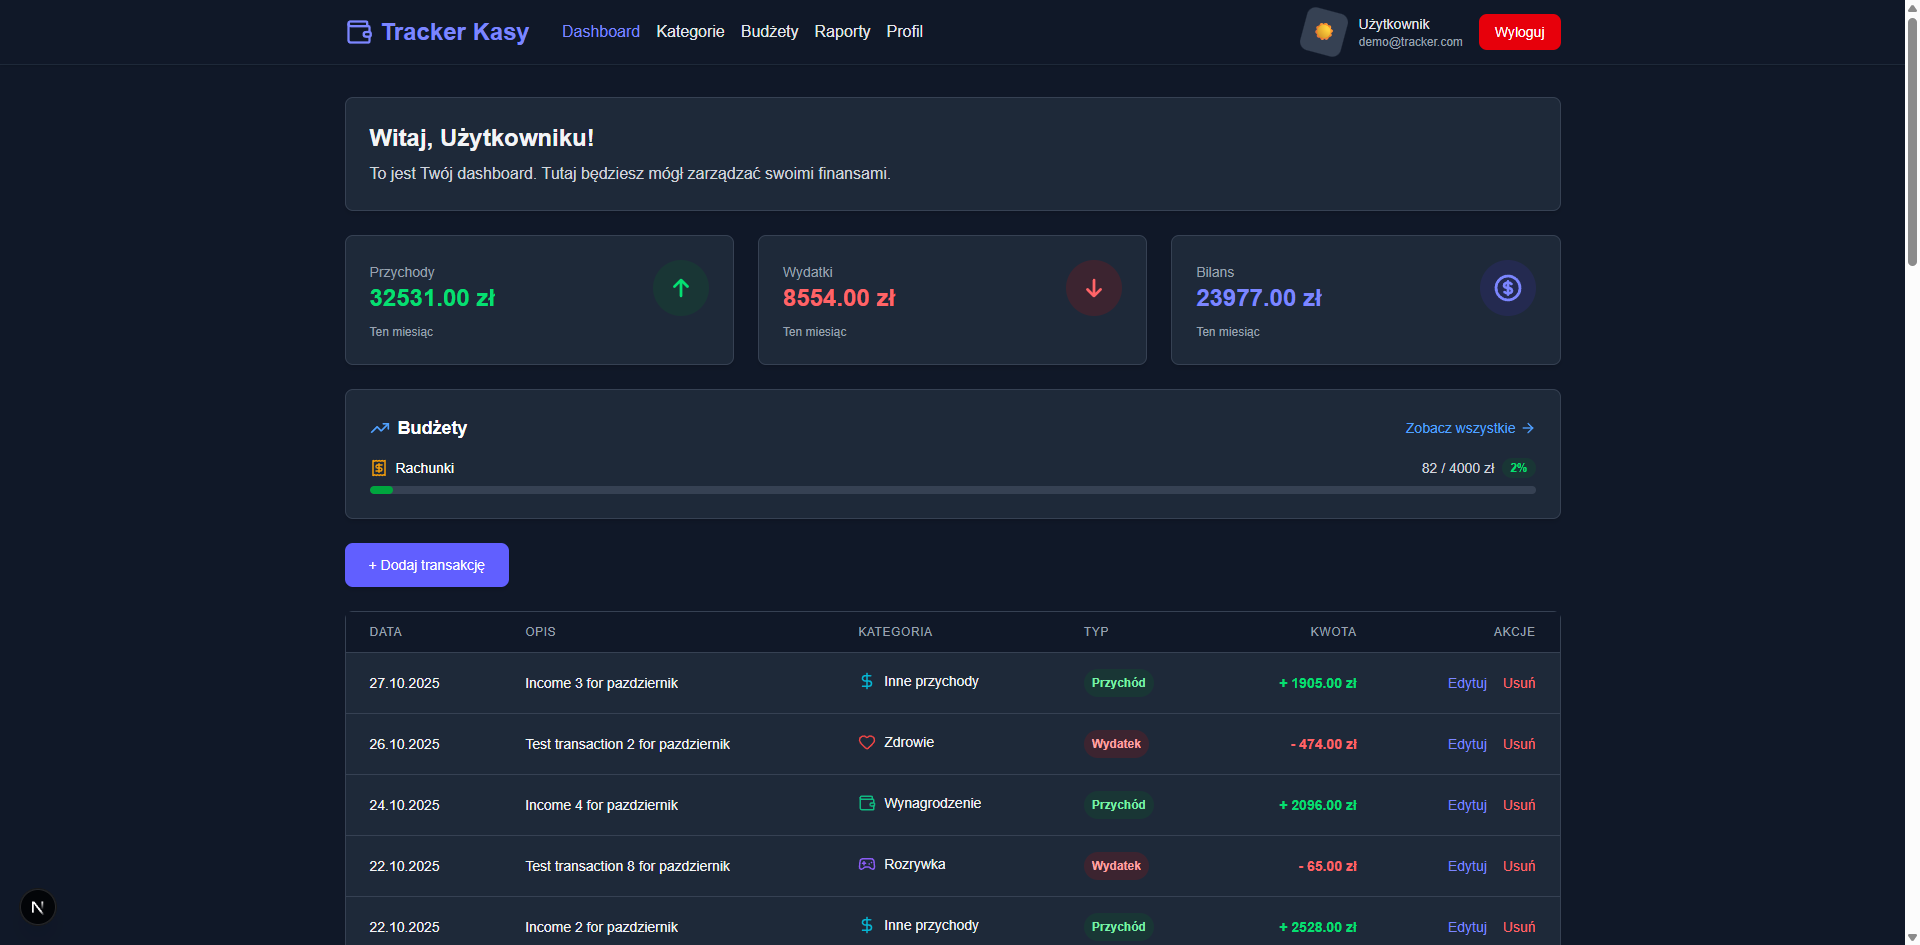 Tracker Kasy
Dashboard Kategorie Budżety Raporty Profil
Użytkownik
demo@tracker.com
Wyloguj
Witaj, Użytkowniku!
To jest Twój dashboard. Tutaj będziesz mógł zarządzać swoimi finansami.
Przychody
32531.00 zł
Ten miesiąc
Wydatki
8554.00 zł
Ten miesiąc
Bilans
23977.00 zł
Ten miesiąc
Budżety
Zobacz wszystkie →
Rachunki
82 / 4000 zł 2%
+ Dodaj transakcję
DATA OPIS KATEGORIA TYP KWOTA AKCJE
27.10.2025 Income 3 for pazdziernik Inne przychody Przychód + 1905.00 zł Edytuj Usuń
26.10.2025 Test transaction 2 for pazdziernik Zdrowie Wydatek - 474.00 zł Edytuj Usuń
24.10.2025 Income 4 for pazdziernik Wynagrodzenie Przychód + 2096.00 zł Edytuj Usuń
22.10.2025 Test transaction 8 for pazdziernik Rozrywka Wydatek - 65.00 zł Edytuj Usuń
22.10.2025 Income 2 for pazdziernik Inne przychody Przychód + 2528.00 zł Edytuj Usuń
N